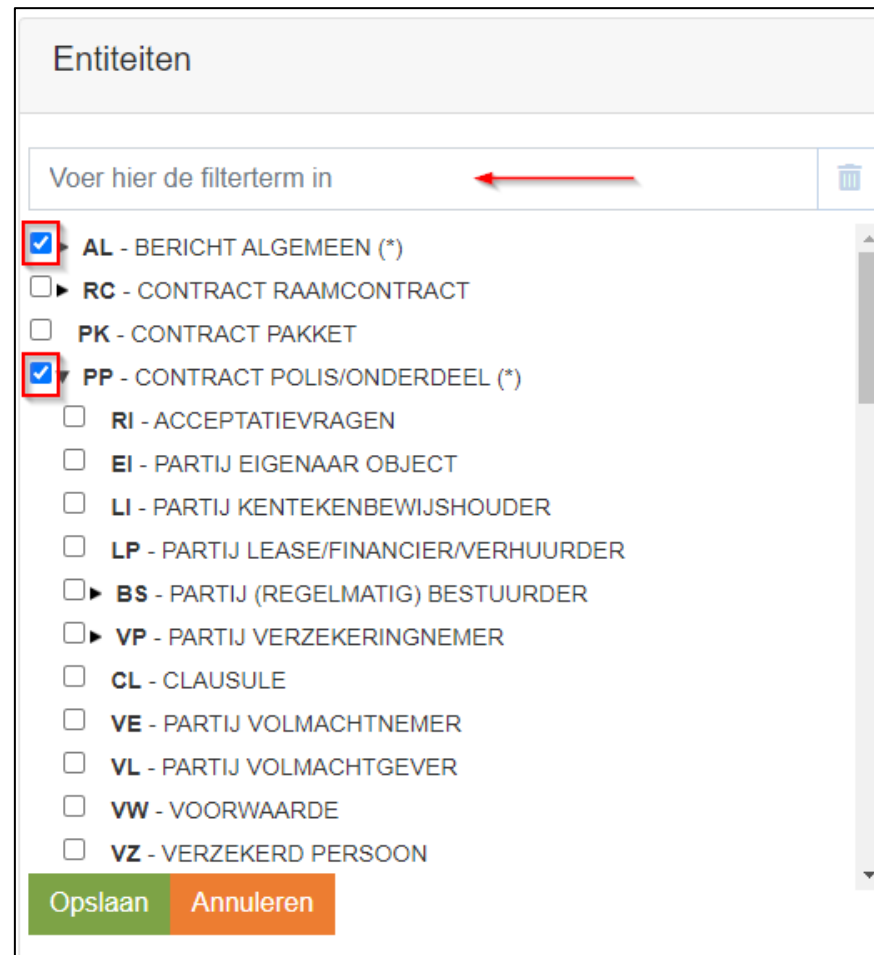 Entiteiten
Voer hier de filterterm in
AL - BERICHT ALGEMEEN (*)
RC - CONTRACT RAAMCONTRACT
PK - CONTRACT PAKKET
PP - CONTRACT POLIS/ONDERDEEL (*)
RI - ACCEPTATIEVRAGEN
EI - PARTIJ EIGENAAR OBJECT
LI - PARTIJ KENTEKENBEWIJSHOUDER
LP - PARTIJ LEASE/FINANCIER/VERHUURDER
BS - PARTIJ (REGELMATIG) BESTUURDER
VP - PARTIJ VERZEKERINGNEMER
CL - CLAUSULE
VE - PARTIJ VOLMACHTNEMER
VL - PARTIJ VOLMACHTGEVER
VW - VOORWAARDE
VZ - VERZEKERD PERSOON
Opslaan Annuleren